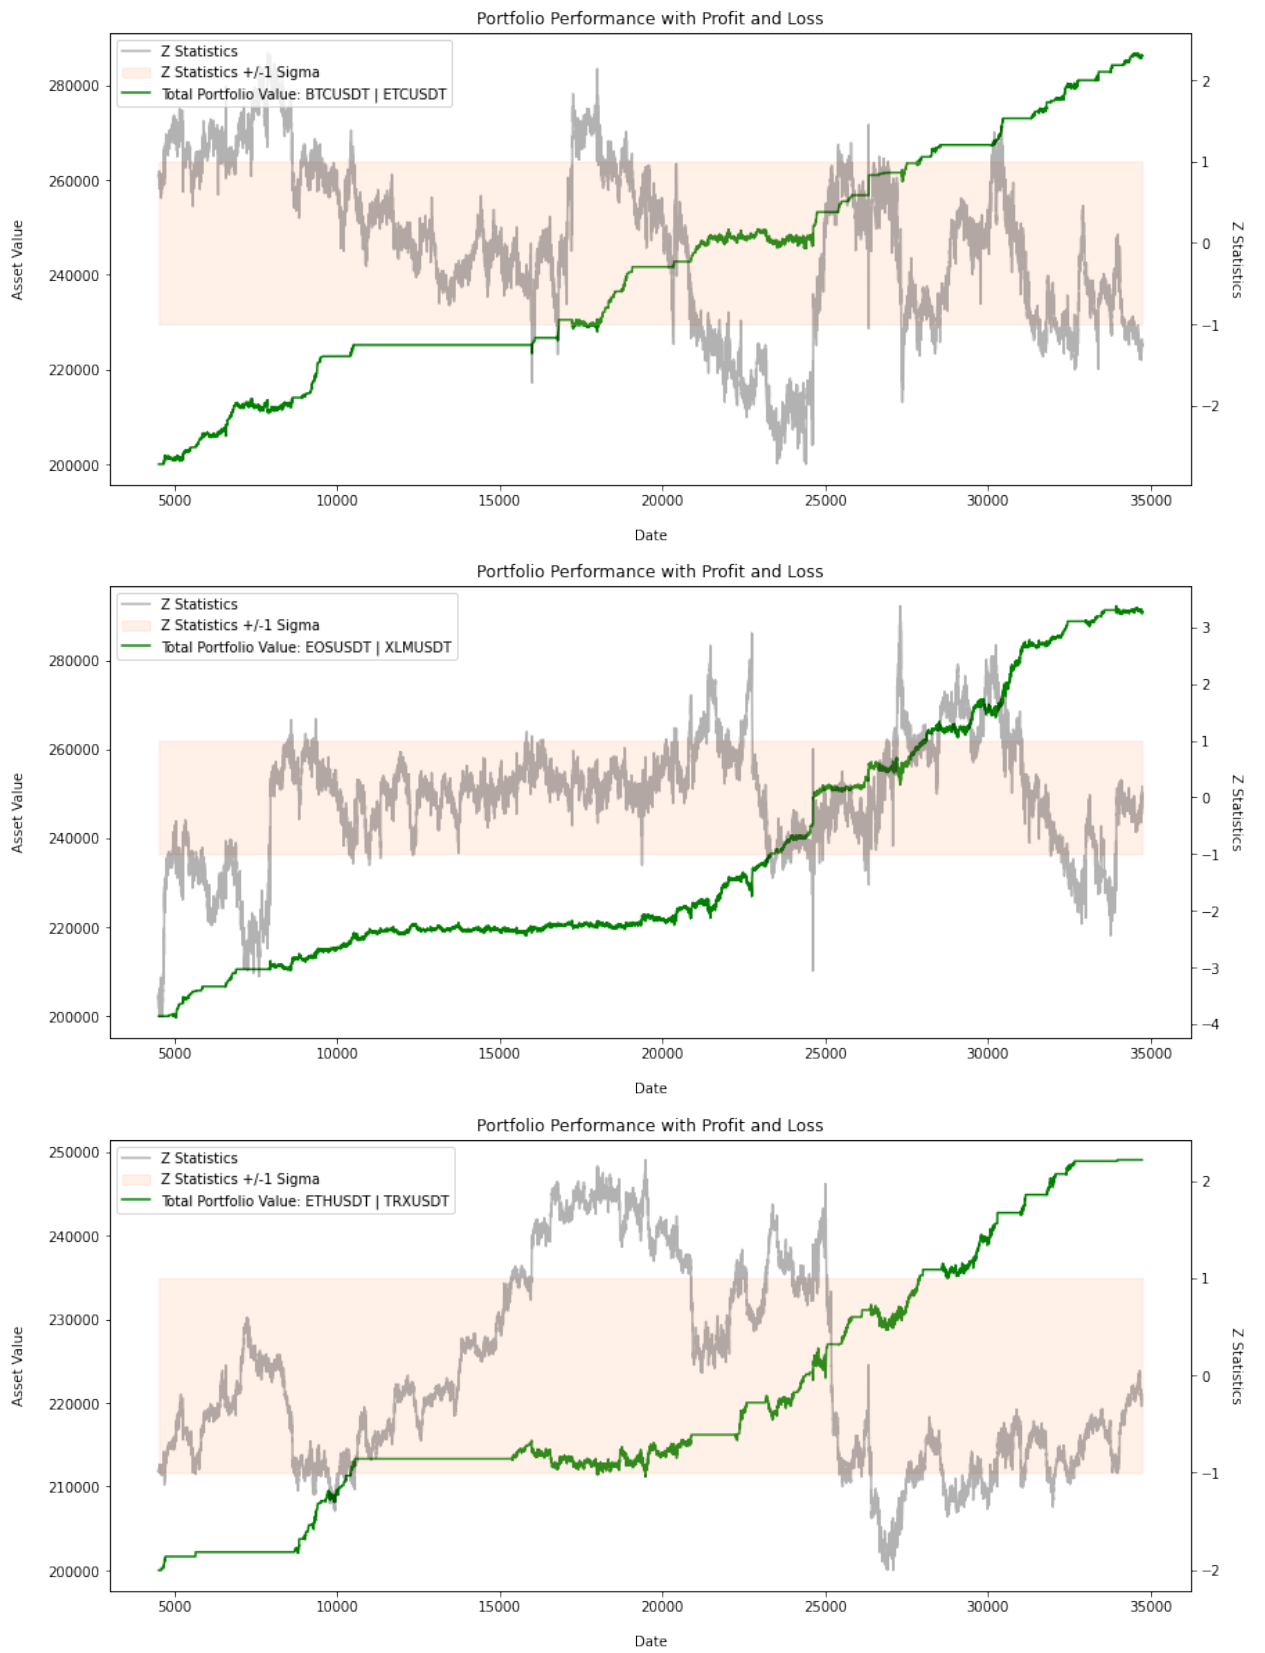 Portfolio Performance with Profit and Loss
Z Statistics
Z Statistics +/-1 Sigma
Total Portfolio Value: BTCUSDT | ETCUSDT
280000
260000
240000
220000
200000
Asset Value
2
1
0
−1
−2
Z Statistics
5000 10000 15000 20000 25000 30000 35000
Date
Portfolio Performance with Profit and Loss
Z Statistics
Z Statistics +/-1 Sigma
Total Portfolio Value: EOSUSDT | XLMUSDT
280000
260000
240000
220000
200000
Asset Value
3
2
1
0
−1
−2
−3
−4
Z Statistics
5000 10000 15000 20000 25000 30000 35000
Date
Portfolio Performance with Profit and Loss
Z Statistics
Z Statistics +/-1 Sigma
Total Portfolio Value: ETHUSDT | TRXUSDT
250000
240000
230000
220000
210000
200000
Asset Value
2
1
0
−1
−2
Z Statistics
5000 10000 15000 20000 25000 30000 35000
Date